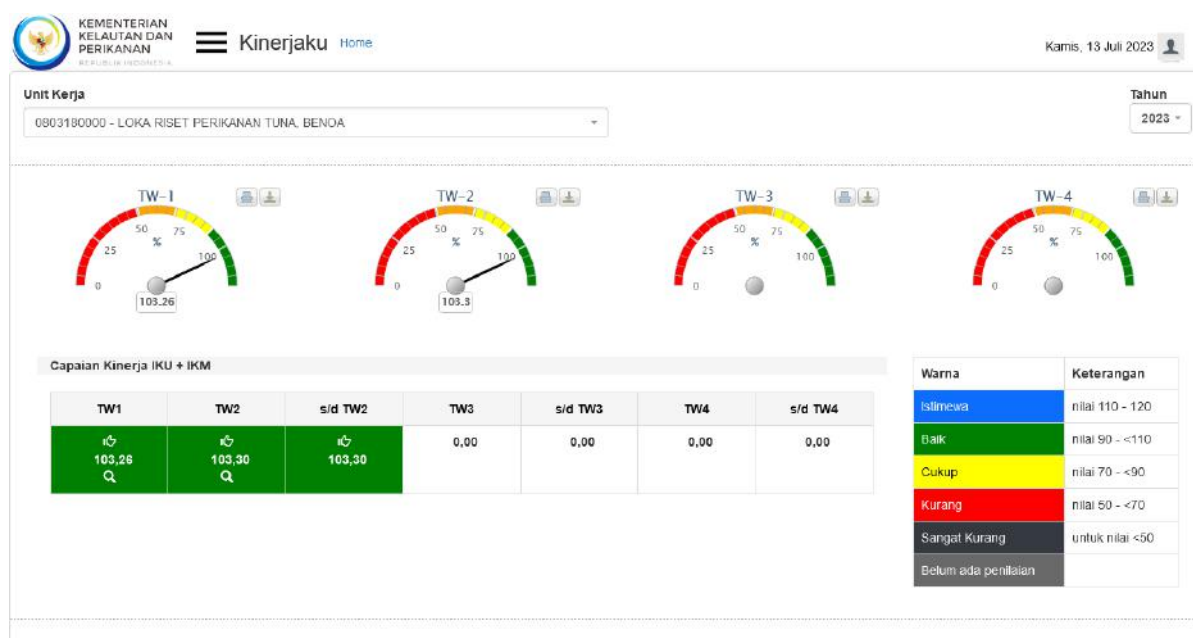 KEMENTERIAN
KELAUTAN DAN
PERIKANAN
REPUBLIK INDONESIA
Kinerjaku Home
Kamis, 13 Juli 2023
Unit Kerja
Tahun
0803180000 - LOKA RISET PERIKANAN TUNA, BENOA
2023
TW-1
0 25 50 75 100
%
103.26
TW-2
0 25 50 75 100
%
103.3
TW-3
0 25 50 75 100
%
TW-4
0 25 50 75 100
%
Capaian Kinerja IKU + IKM
TW1 TW2 s/d TW2 TW3 s/d TW3 TW4 s/d TW4
103,26 103,30 103,30 0,00 0,00 0,00 0,00
Warna Keterangan
Istimewa nilai 110 - 120
Baik nilai 90 - <110
Cukup nilai 70 - <90
Kurang nilai 50 - <70
Sangat Kurang untuk nilai <50
Belum ada penilaian